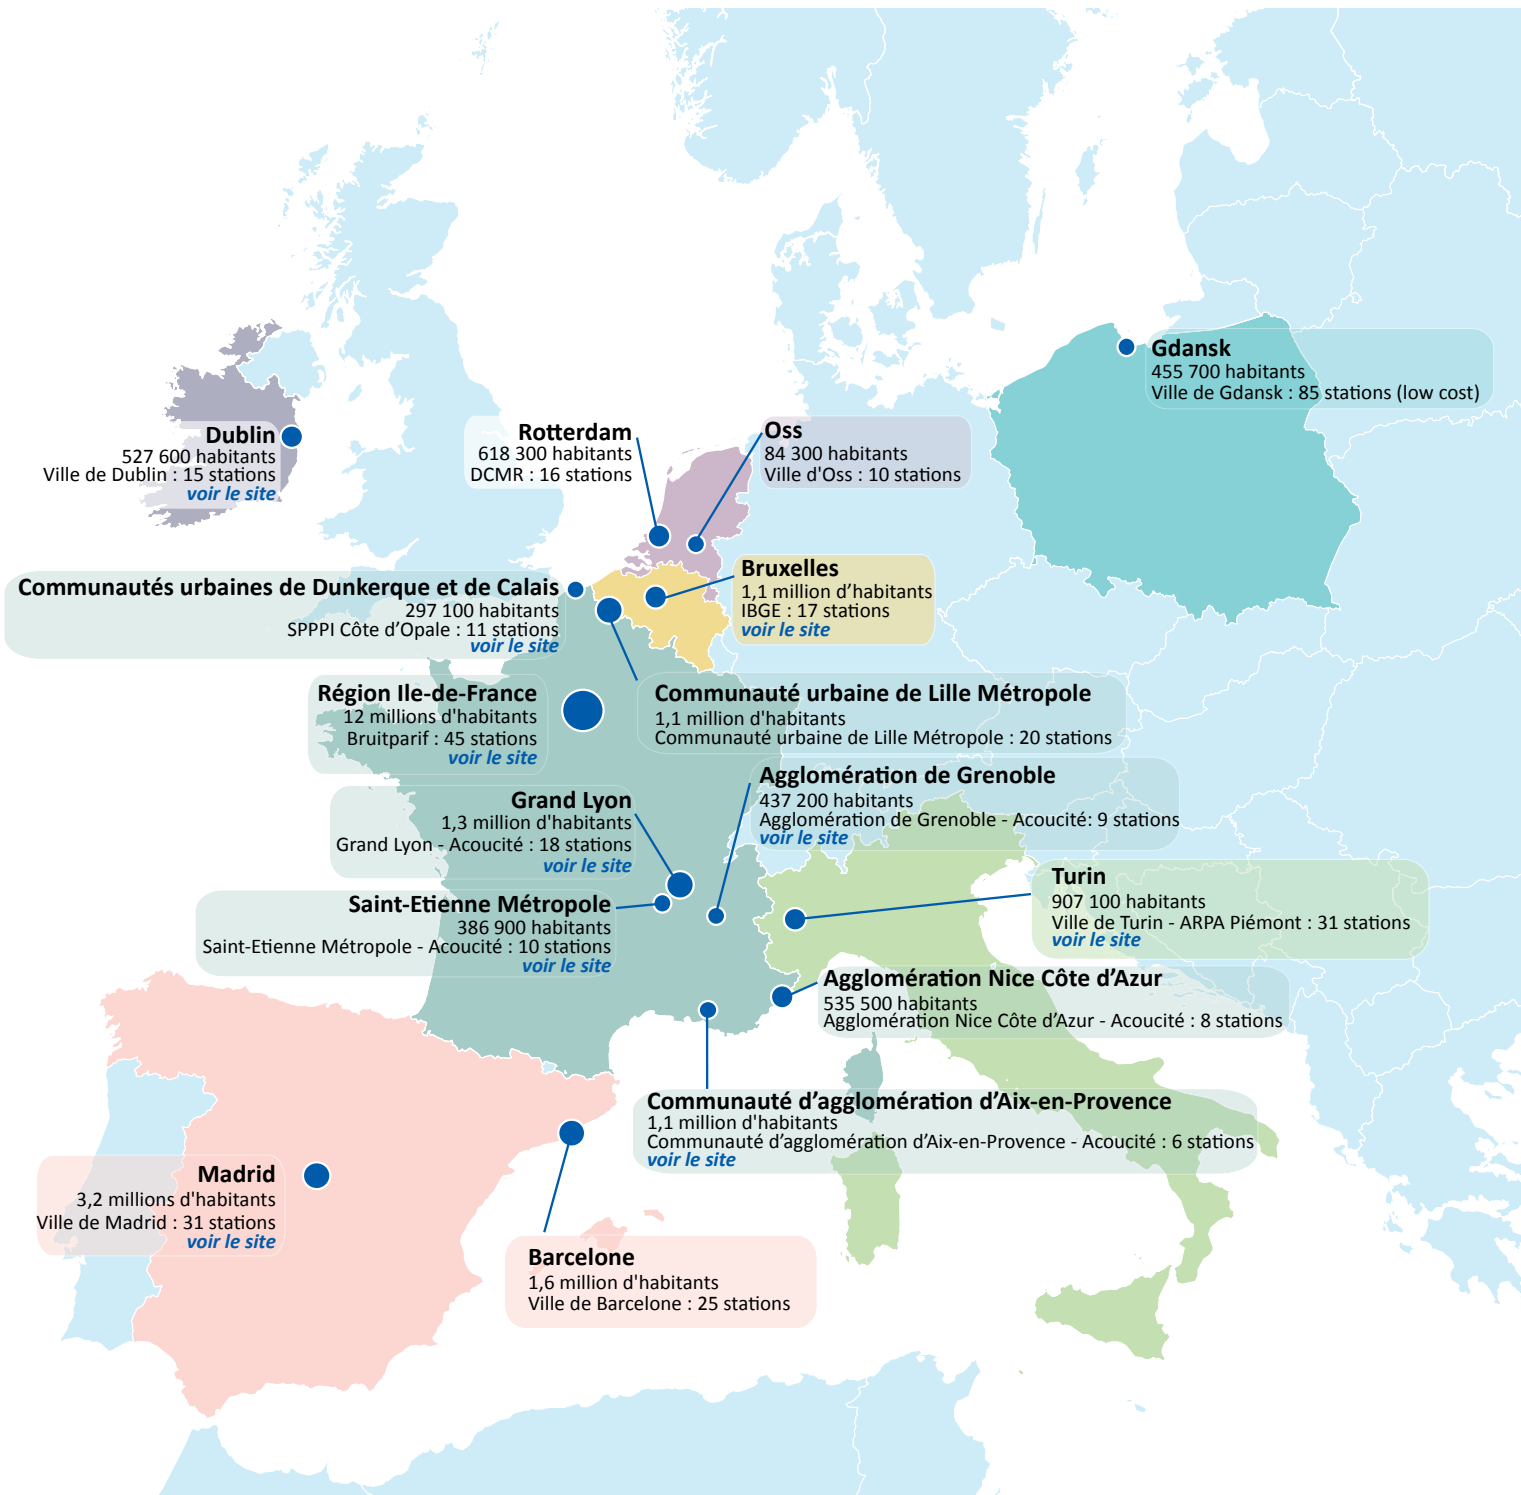 Gdansk
455 700 habitants
Ville de Gdansk : 85 stations (low cost)
Dublin
527 600 habitants
Ville de Dublin : 15 stations
voir le site
Rotterdam
618 300 habitants
DCMR : 16 stations
Oss
84 300 habitants
Ville d'Oss : 10 stations
Communautés urbaines de Dunkerque et de Calais
297 100 habitants
SPPPI Côte d’Opale : 11 stations
voir le site
Bruxelles
1,1 million d’habitants
IBGE : 17 stations
voir le site
Région Ile-de-France
12 millions d'habitants
Bruitparif : 45 stations
voir le site
Communauté urbaine de Lille Métropole
1,1 million d'habitants
Communauté urbaine de Lille Métropole : 20 stations
Agglomération de Grenoble
437 200 habitants
Agglomération de Grenoble - Acoucité: 9 stations
voir le site
Grand Lyon
1,3 million d'habitants
Grand Lyon - Acoucité : 18 stations
voir le site
Turin
907 100 habitants
Ville de Turin - ARPA Piémont : 31 stations
voir le site
Saint-Etienne Métropole
386 900 habitants
Saint-Etienne Métropole - Acoucité : 10 stations
voir le site
Agglomération Nice Côte d’Azur
535 500 habitants
Agglomération Nice Côte d’Azur - Acoucité : 8 stations
Communauté d’agglomération d’Aix-en-Provence
1,1 million d'habitants
Communauté d’agglomération d’Aix-en-Provence - Acoucité : 6 stations
voir le site
Madrid
3,2 millions d'habitants
Ville de Madrid : 31 stations
voir le site
Barcelone
1,6 million d'habitants
Ville de Barcelone : 25 stations